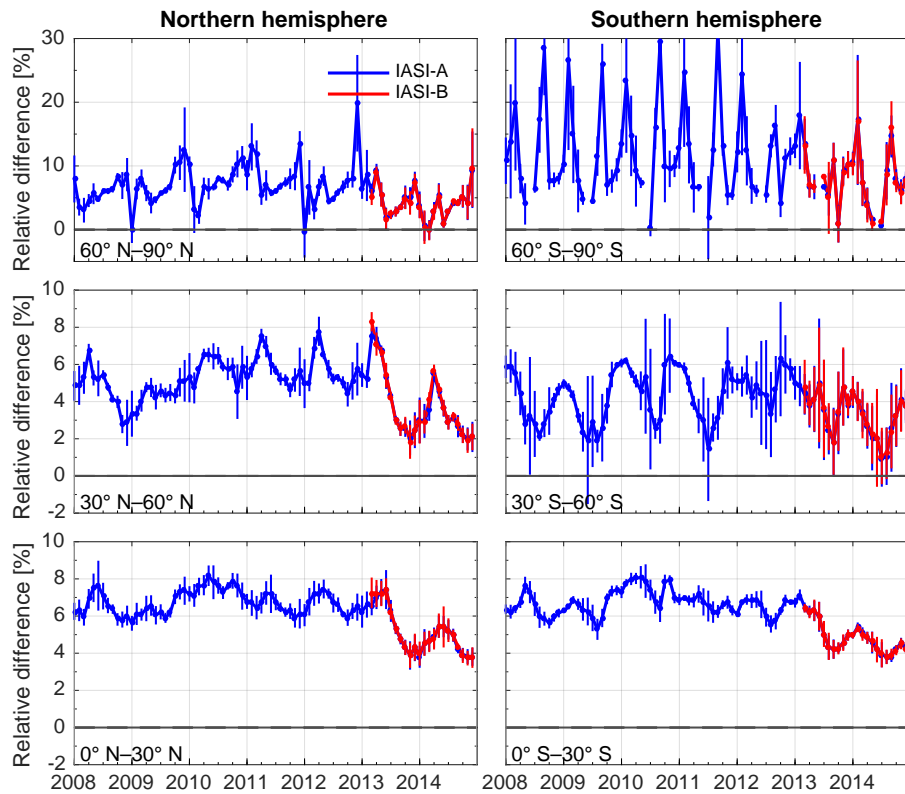 Northern hemisphere
Southern hemisphere
Relative difference [%]
30
20
10
0
IASI-A
IASI-B
60° N–90° N
60° S–90° S
Relative difference [%]
10
8
6
4
2
0
-2
30° N–60° N
30° S–60° S
Relative difference [%]
10
8
6
4
2
0
-2
0° N–30° N
0° S–30° S
2008 2009 2010 2011 2012 2013 2014
2008 2009 2010 2011 2012 2013 2014